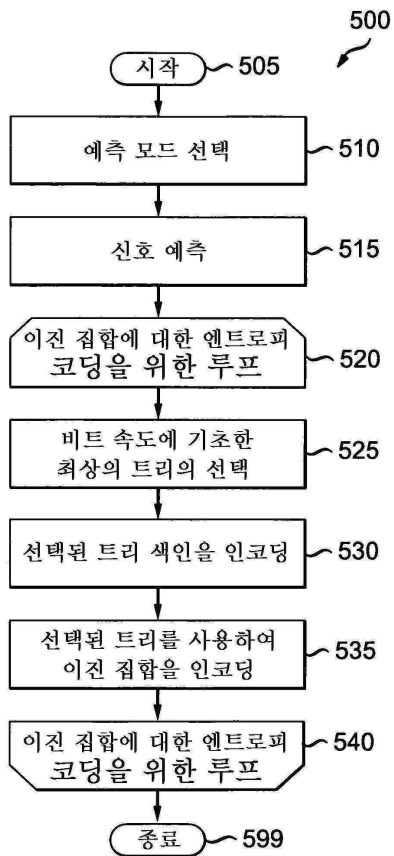 500
시작 505
예측 모드 선택 510
신호 예측 515
이진 집합에 대한 엔트로피
코딩을 위한 루프 520
비트 속도에 기초한
최상의 트리의 선택 525
선택된 트리 색인을 인코딩 530
선택된 트리를 사용하여
이진 집합을 인코딩 535
이진 집합에 대한 엔트로피
코딩을 위한 루프 540
종료 599